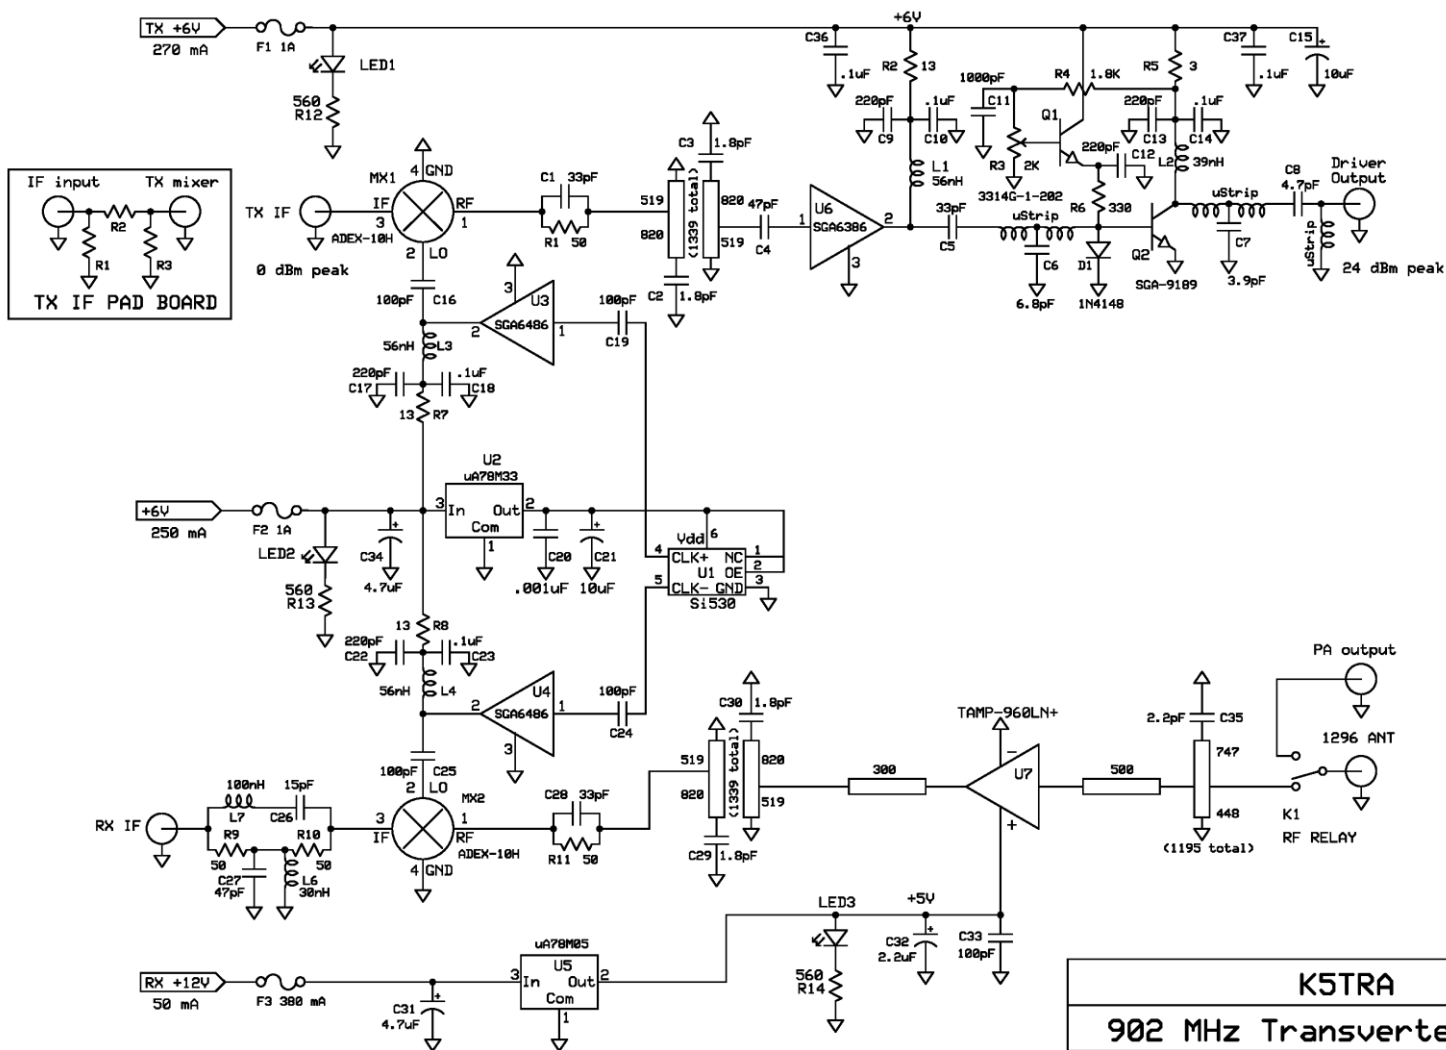 TX +6V
270 mA
F1 1A
LED1
560
R12
+6V
C36
.1uF
R2
13
220pF
C9
.1uF
C10
L1
56nH
1000pF
C11
R4
1.8K
R3
2K
3314G-1-202
Q1
220pF
C12
R5
3
220pF
C13
.1uF
C14
L2
39nH
C37
.1uF
C15
10uF
IF input
TX mixer
R2
R1
R3
TX IF PAD BOARD
TX IF
0 dBm peak
4 GND
MX1
IF
3
RF
1
ADEX-10H
2 LO
C1
33pF
R1
50
519
820
(1339 total)
C3
1.8pF
820
519
C2
1.8pF
47pF
C4
1
U6
SGA6386
2
3
33pF
C5
uStrip
C6
6.8pF
R6
330
D1
1N4148
Q2
SGA-9189
uStrip
C7
3.9pF
C8
4.7pF
uStrip
Driver
Output
24 dBm peak
100pF
C16
3
U3
SGA6486
2
1
100pF
C19
56nH
L3
220pF
C17
.1uF
C18
13
R7
+6V
250 mA
F2 1A
LED2
560
R13
C34
4.7uF
U2
uA78M33
3
In
Out
2
Com
1
C20
.001uF
C21
10uF
Vdd
6
4
CLK+
NC
1
U1
OE
2
5
CLK-
GND
3
Si530
13
R8
220pF
C22
.1uF
C23
56nH
L4
2
U4
SGA6486
1
3
100pF
C24
100pF
C25
2 LO
MX2
3
IF
1
RF
ADEX-10H
4 GND
RX IF
100nH
L7
15pF
C26
R9
50
R10
50
C27
47pF
L6
30nH
C28
33pF
R11
50
519
820
(1339 total)
C30
1.8pF
820
519
C29
1.8pF
300
TAMP-960LN+
-
U7
+
500
2.2pF
C35
747
448
(1195 total)
PA output
1296 ANT
K1
RF RELAY
RX +12V
50 mA
F3 380 mA
C31
4.7uF
uA78M05
U5
3
In
Out
2
Com
1
LED3
560
R14
+5V
C32
2.2uF
C33
100pF
K5TRA
902 MHz Transverte